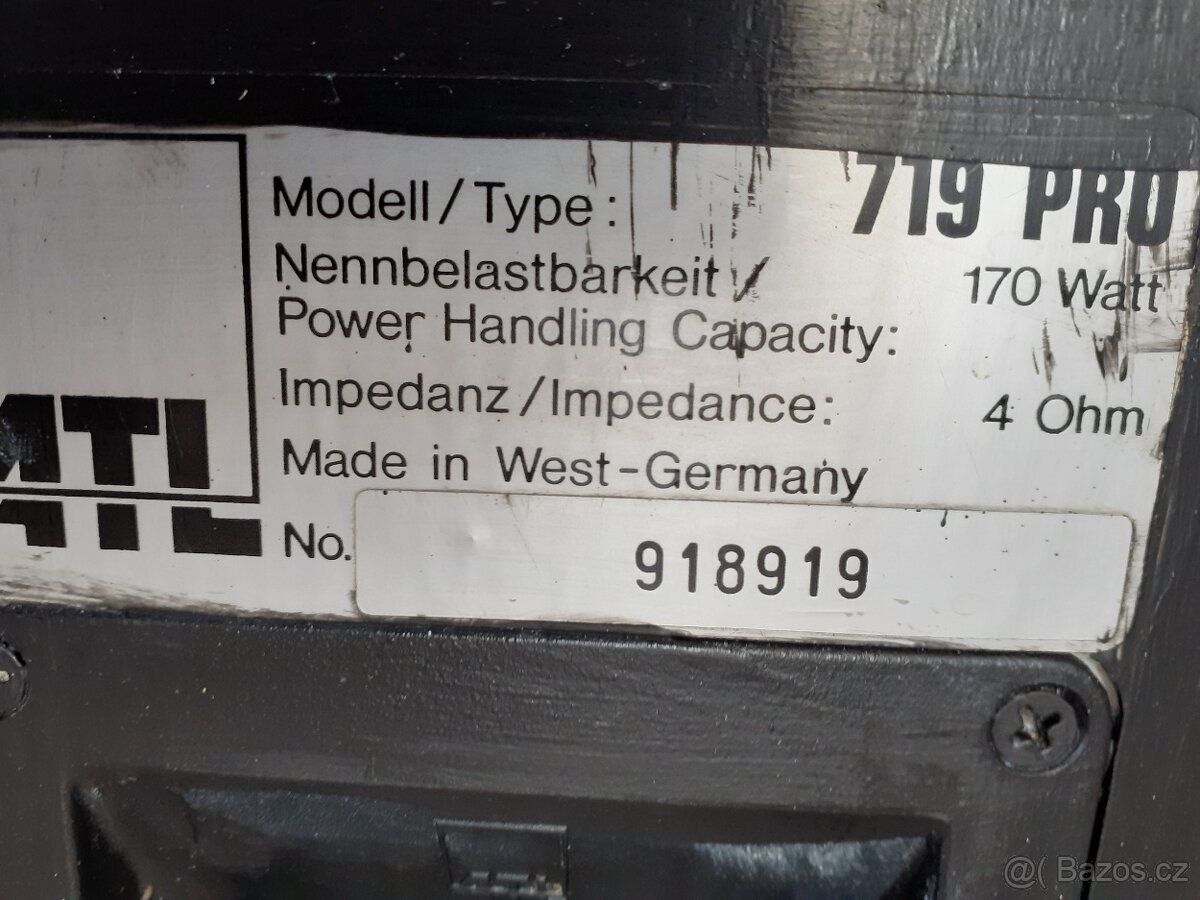 Modell/Type: 719 PRO
Nennbelastbarkeit/ 170 Watt
Power Handling Capacity:
Impedanz/Impedance: 4 Ohm
Made in West-Germany
No. 918919
@( Bazos.cz